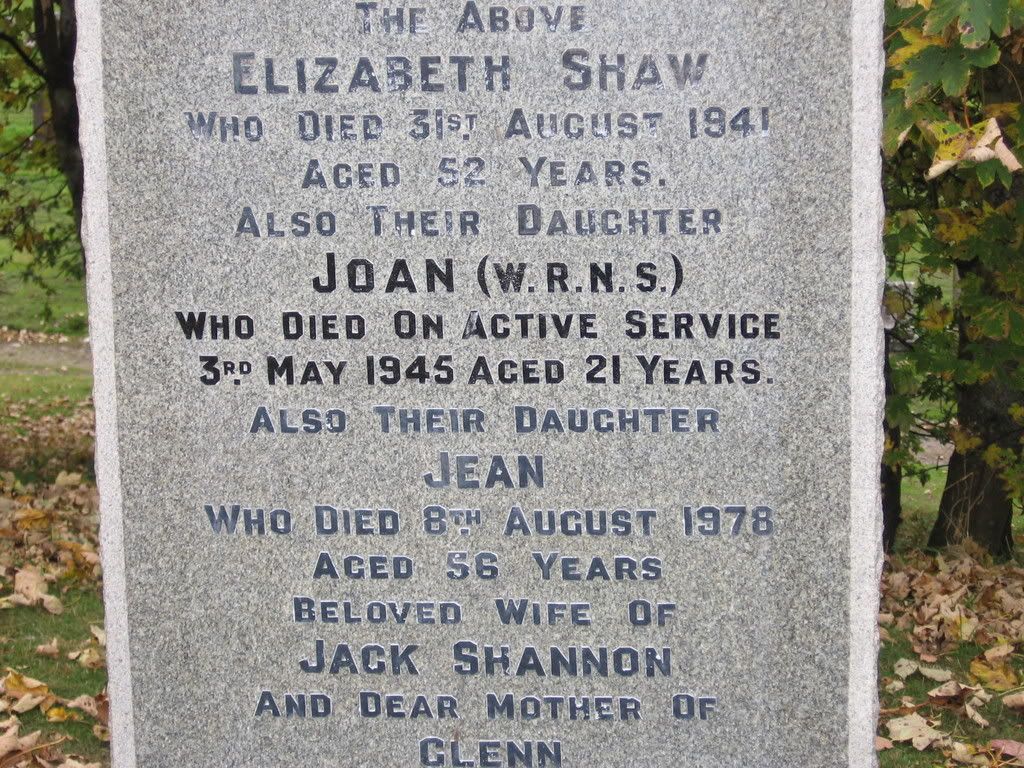 THE ABOVE
ELIZABETH SHAW
WHO DIED 31ST. AUGUST 1941
AGED 52 YEARS.
ALSO THEIR DAUGHTER
JOAN (W.R.N.S.)
WHO DIED ON ACTIVE SERVICE
3RD. MAY 1945 AGED 21 YEARS.
ALSO THEIR DAUGHTER
JEAN
WHO DIED 8TH AUGUST 1978
AGED 56 YEARS
BELOVED WIFE OF
JACK SHANNON
AND DEAR MOTHER OF
GLENN